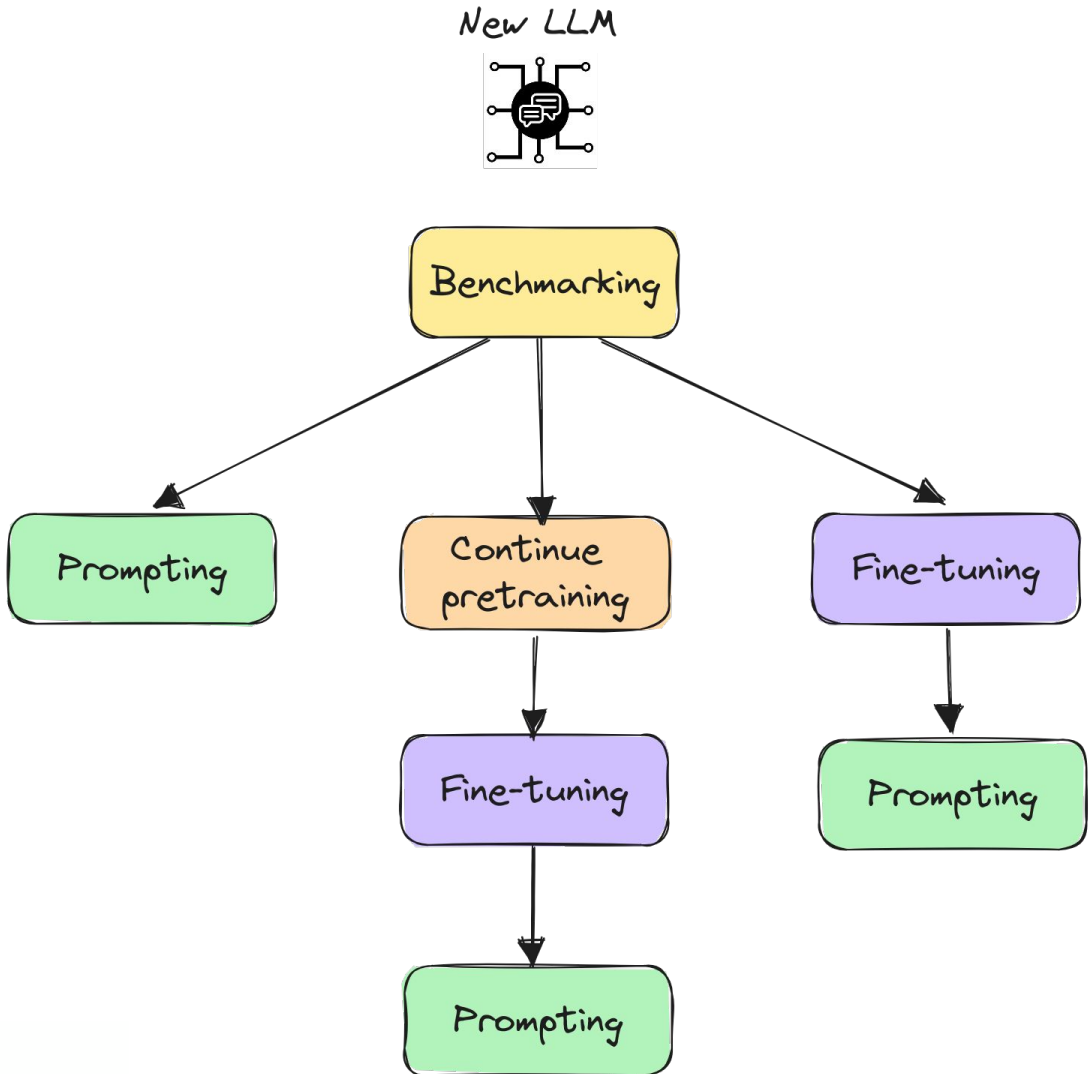 New LLM
Benchmarking
Prompting
Continue
pretraining
Fine-tuning
Fine-tuning
Prompting
Prompting